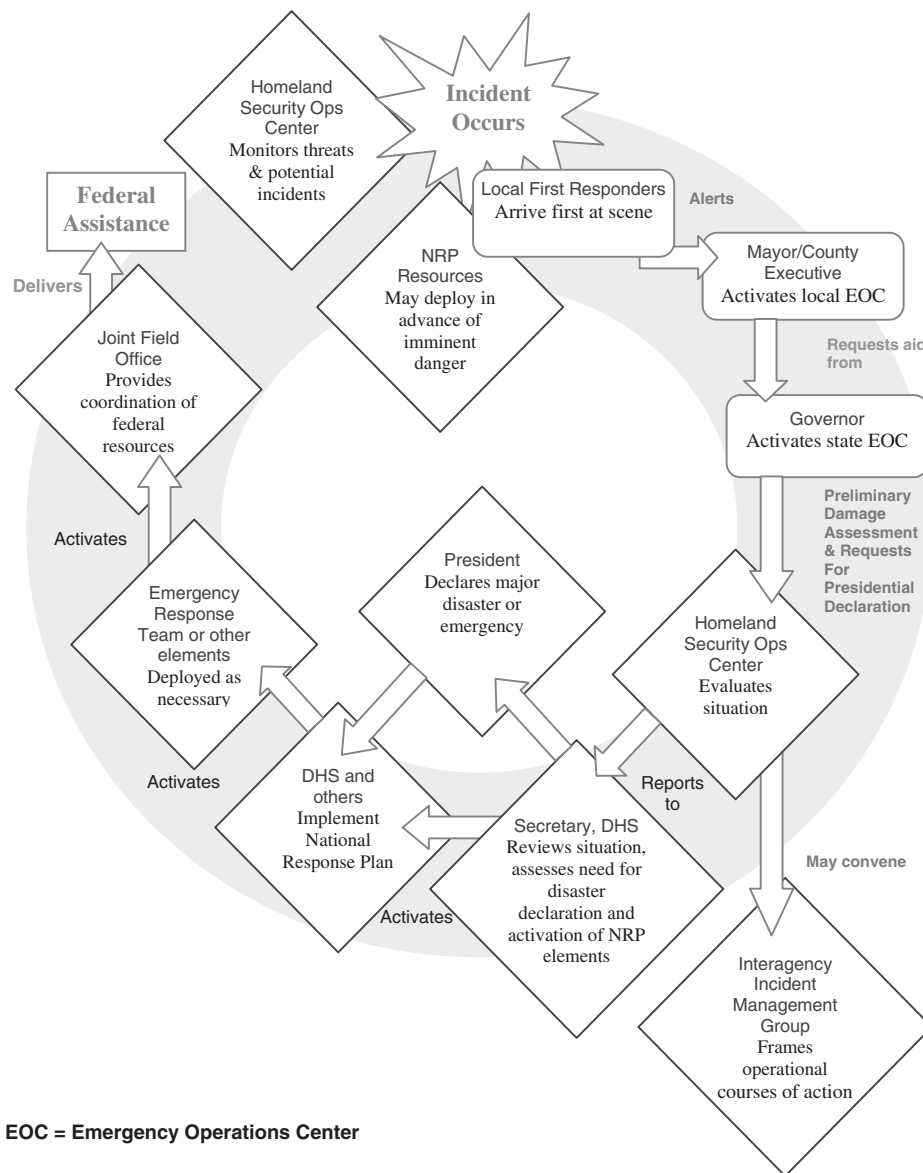 Homeland
Security Ops
Center
Monitors threats
& potential
incidents
Incident
Occurs
Local First Responders
Arrive first at scene
Alerts
Mayor/County
Executive
Activates local EOC
Federal
Assistance
Delivers
NRP
Resources
May deploy in
advance of
imminent
danger
Requests aid
from
Joint Field
Office
Provides
coordination of
federal
resources
Governor
Activates state EOC
Preliminary
Damage
Assessment
& Requests
For
Presidential
Declaration
Activates
President
Declares major
disaster or
emergency
Emergency
Response
Team or other
elements
Deployed as
necessary
Homeland
Security Ops
Center
Evaluates
situation
Activates
DHS and
others
Implement
National
Response Plan
Reports
to
Secretary, DHS
Reviews situation,
assesses need for
disaster
declaration and
activation of NRP
elements
Activates
May convene
Interagency
Incident
Management
Group
Frames
operational
courses of action
EOC = Emergency Operations Center